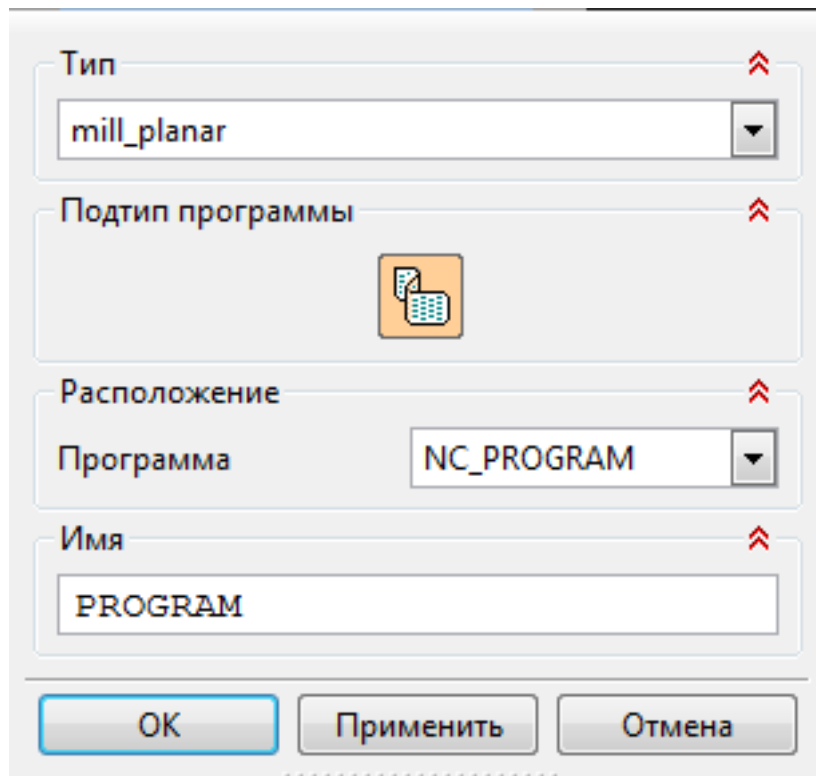 Тип
mill_planar
Подтип программы
Расположение
Программа NC_PROGRAM
Имя
PROGRAM
OK Применить Отмена